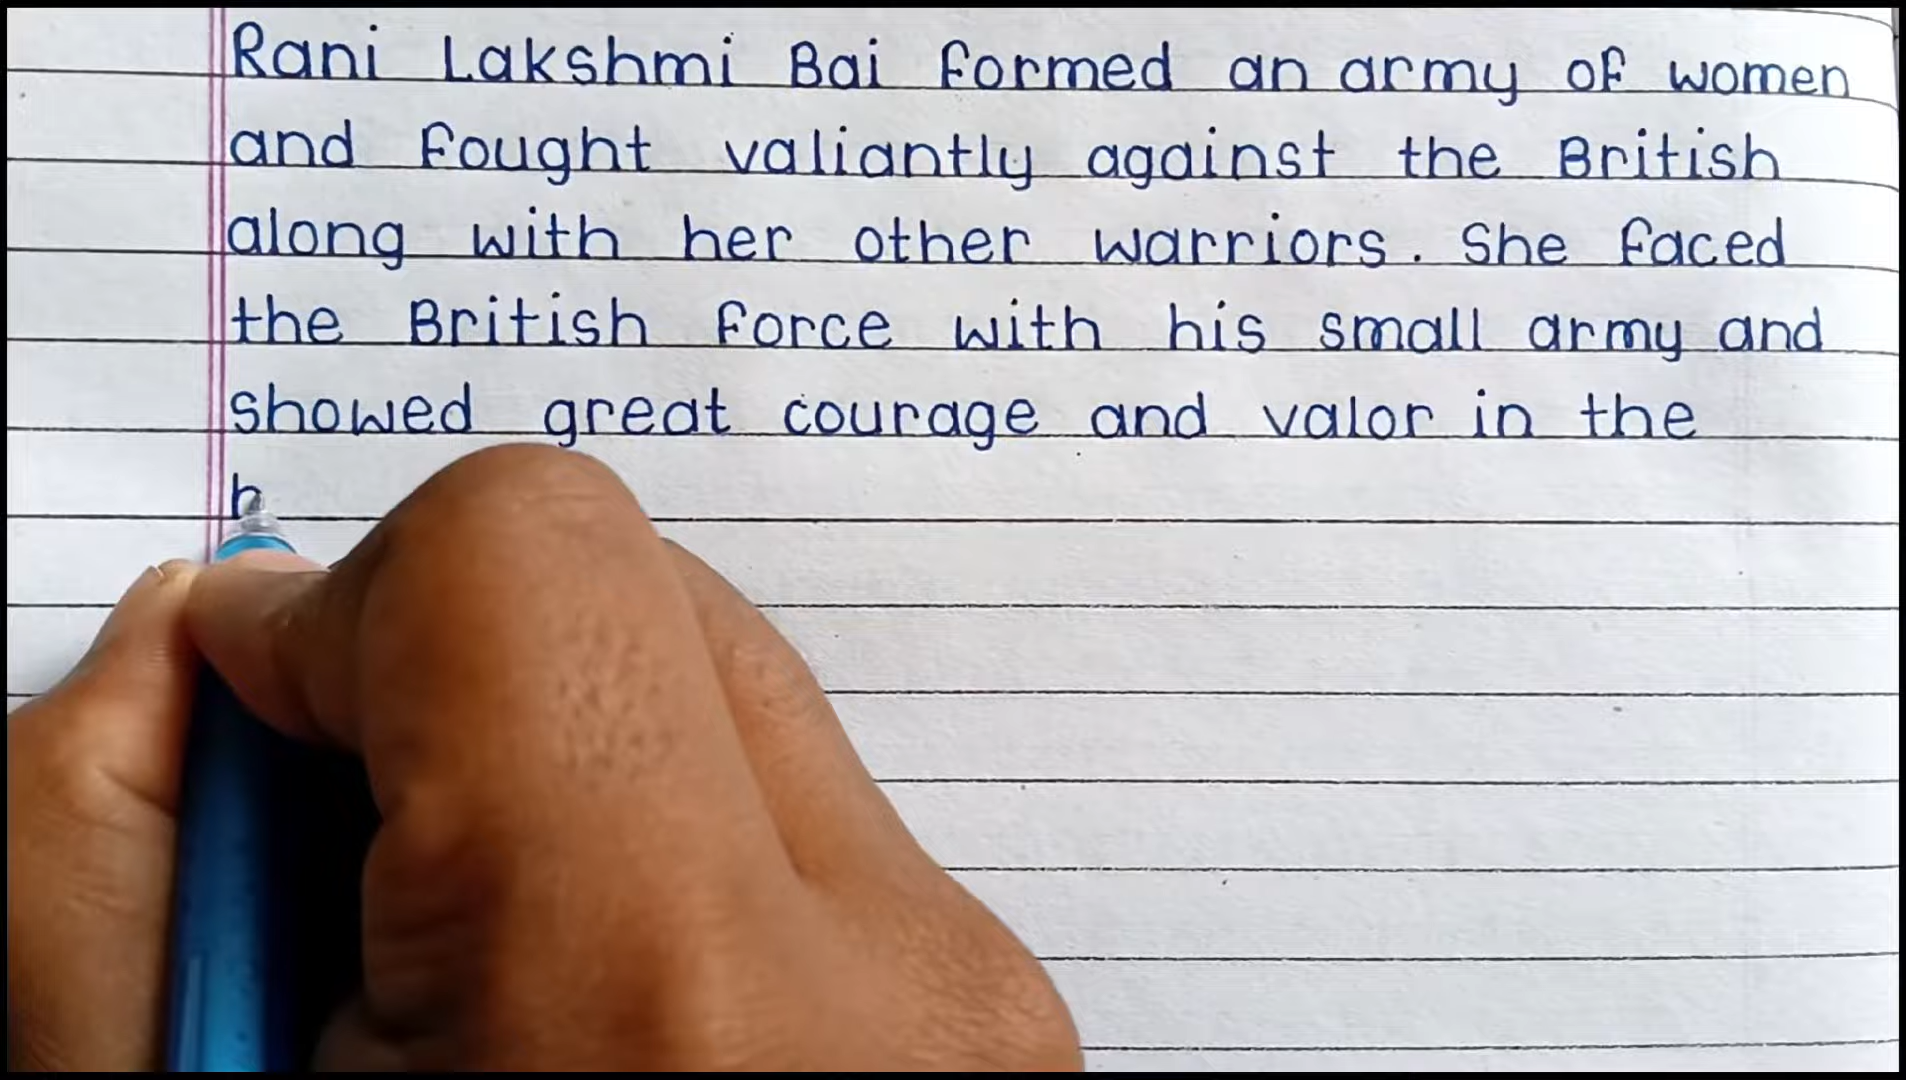 Rani Lakshmi Bai formed an army of women
and fought valiantly against the British
along with her other warriors. She faced
the British force with his small army and
showed great courage and valor in the